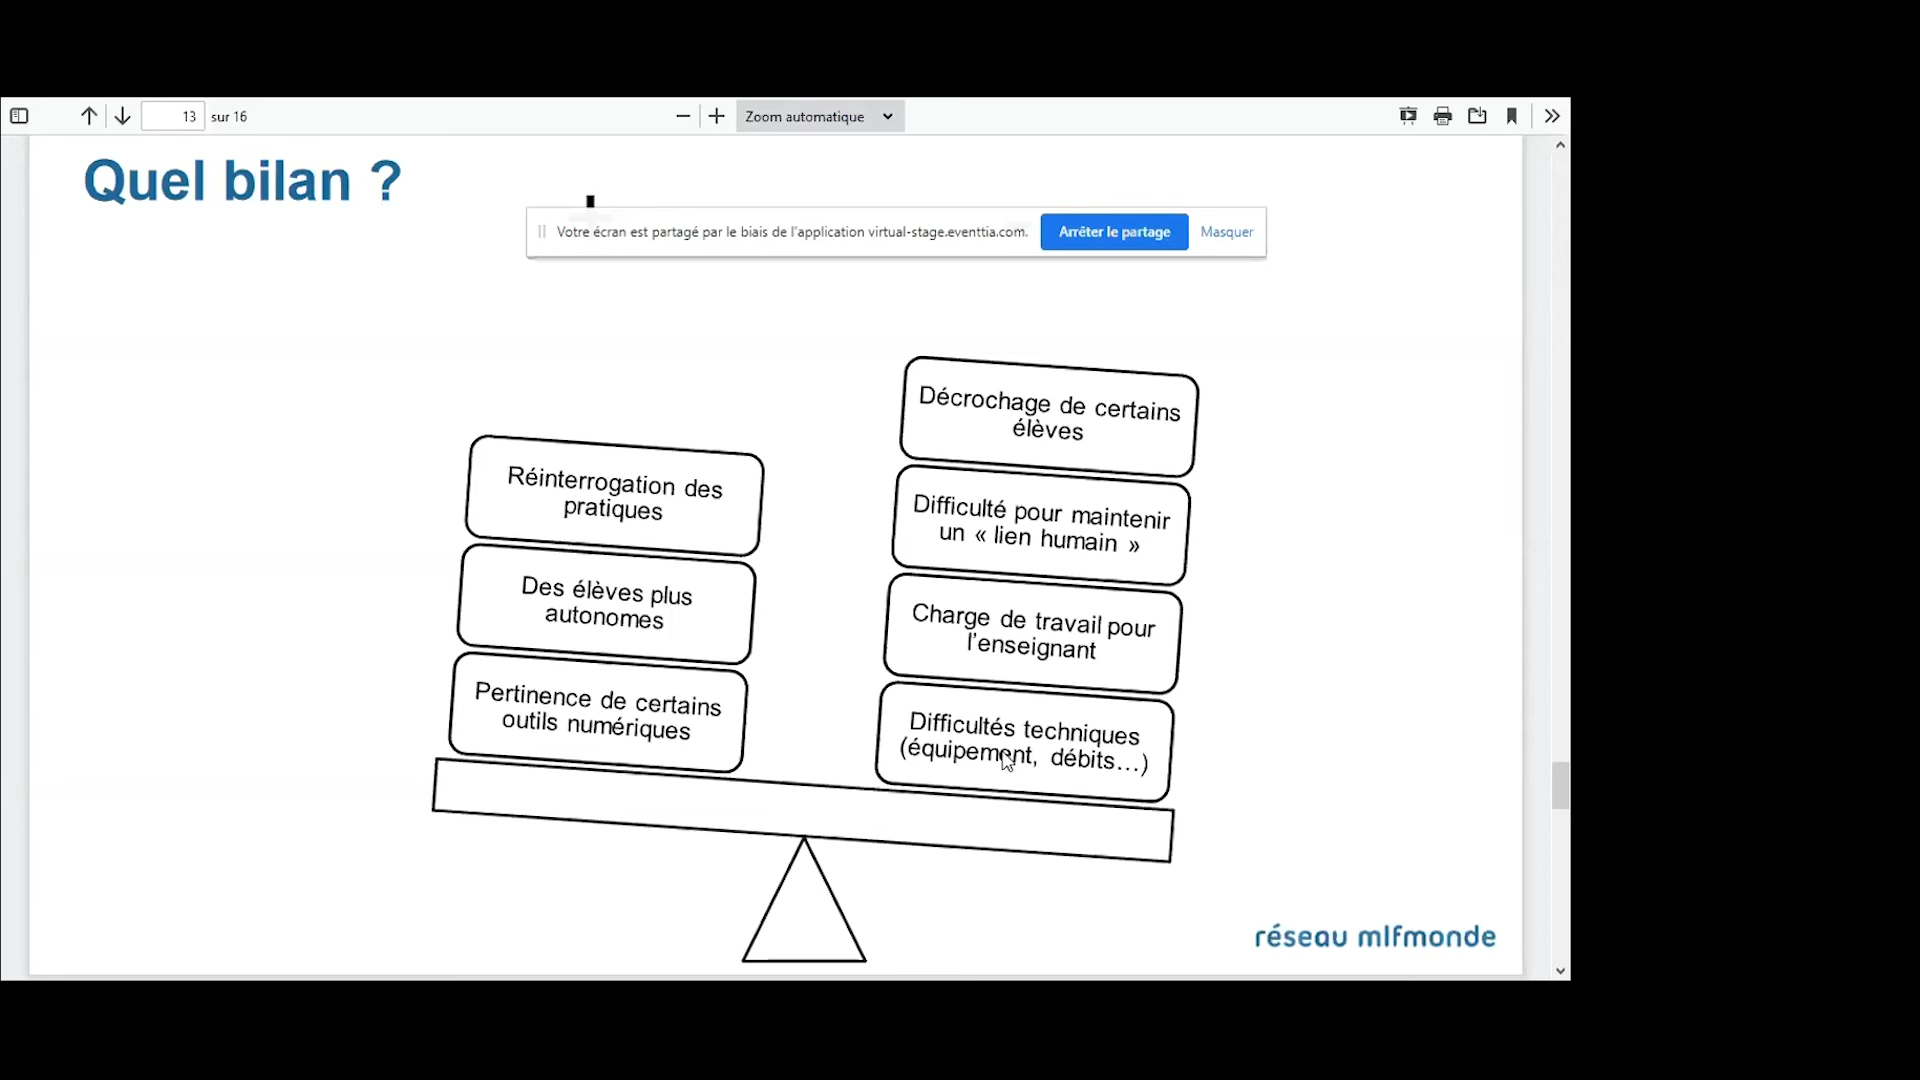 13 sur 16
Zoom automatique
Quel bilan ?
Votre écran est partagé par le biais de l'application virtual-stage.eventtia.com.
Arrêter le partage
Masquer
Réinterrogation des
pratiques
Des élèves plus
autonomes
Pertinence de certains
outils numériques
Décrochage de certains
élèves
Difficulté pour maintenir
un « lien humain »
Charge de travail pour
l'enseignant
Difficultés techniques
(équipement, débits...)
réseau mlfmonde